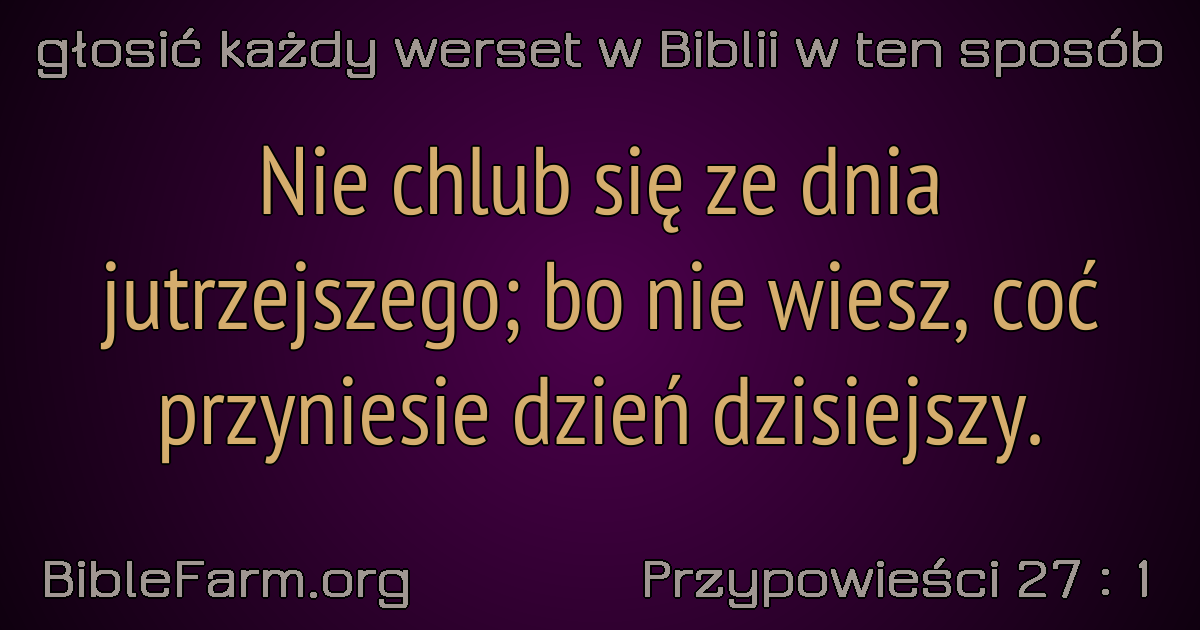 głosić każdy werset w Biblii w ten sposób
Nie chlub się ze dnia
jutrzejszego; bo nie wiesz, coć
przyniesie dzień dzisiejszy.
BibleFarm.org
Przypowieści 27 : 1